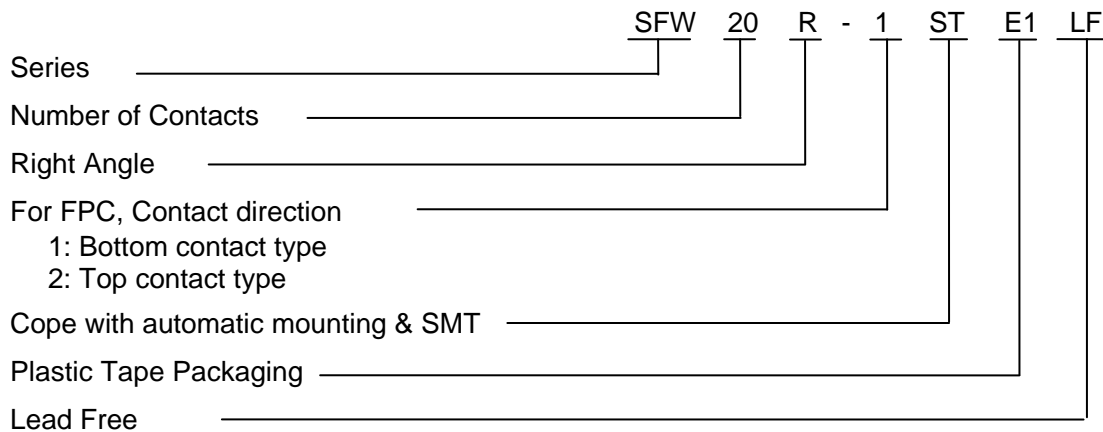 SFW 20 R - 1 ST E1 LF
Series
Number of Contacts
Right Angle
For FPC, Contact direction
1: Bottom contact type
2: Top contact type
Cope with automatic mounting & SMT
Plastic Tape Packaging
Lead Free